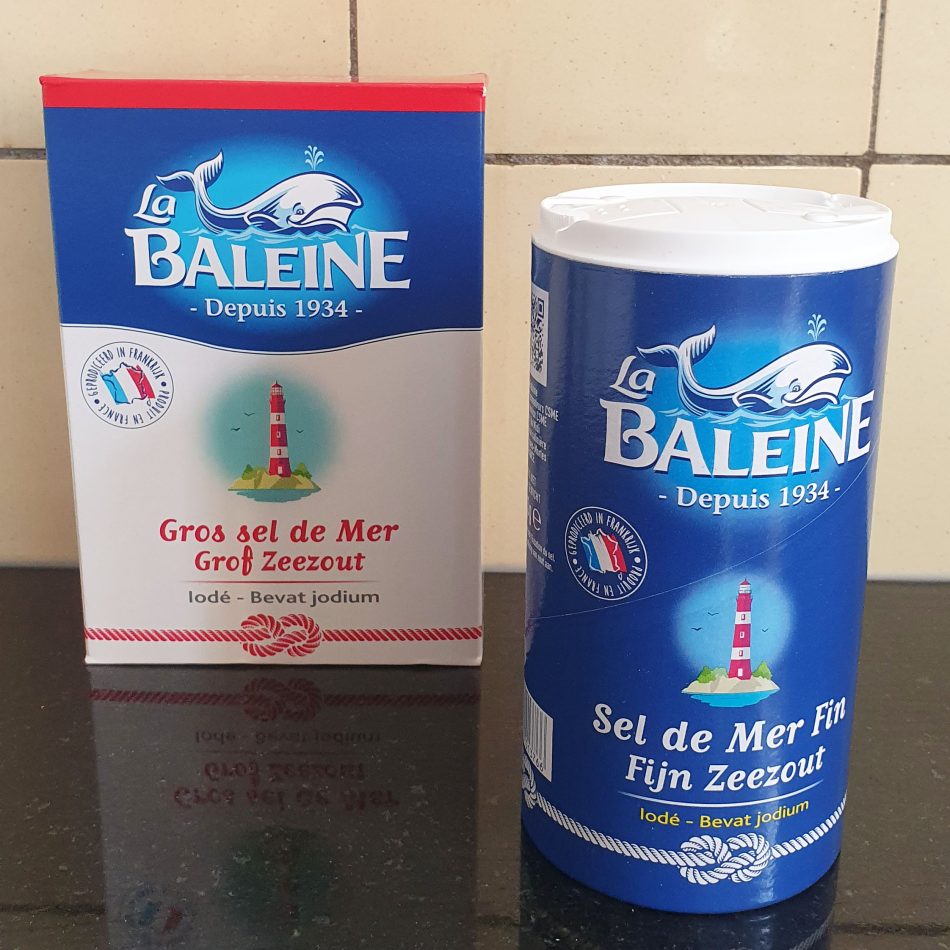 La
BALEINE
- Depuis 1934 -
GEPRODUCEERD IN FRANKRIJK • PRODUIT EN FRANCE •
Gros sel de Mer
Grof Zeezout
Iodé - Bevat jodium
La
BALEINE
- Depuis 1934 -
GEPRODUCEERD IN FRANKRIJK • PRODUIT EN FRANCE •
Sel de Mer Fin
Fijn Zeezout
Iodé - Bevat jodium